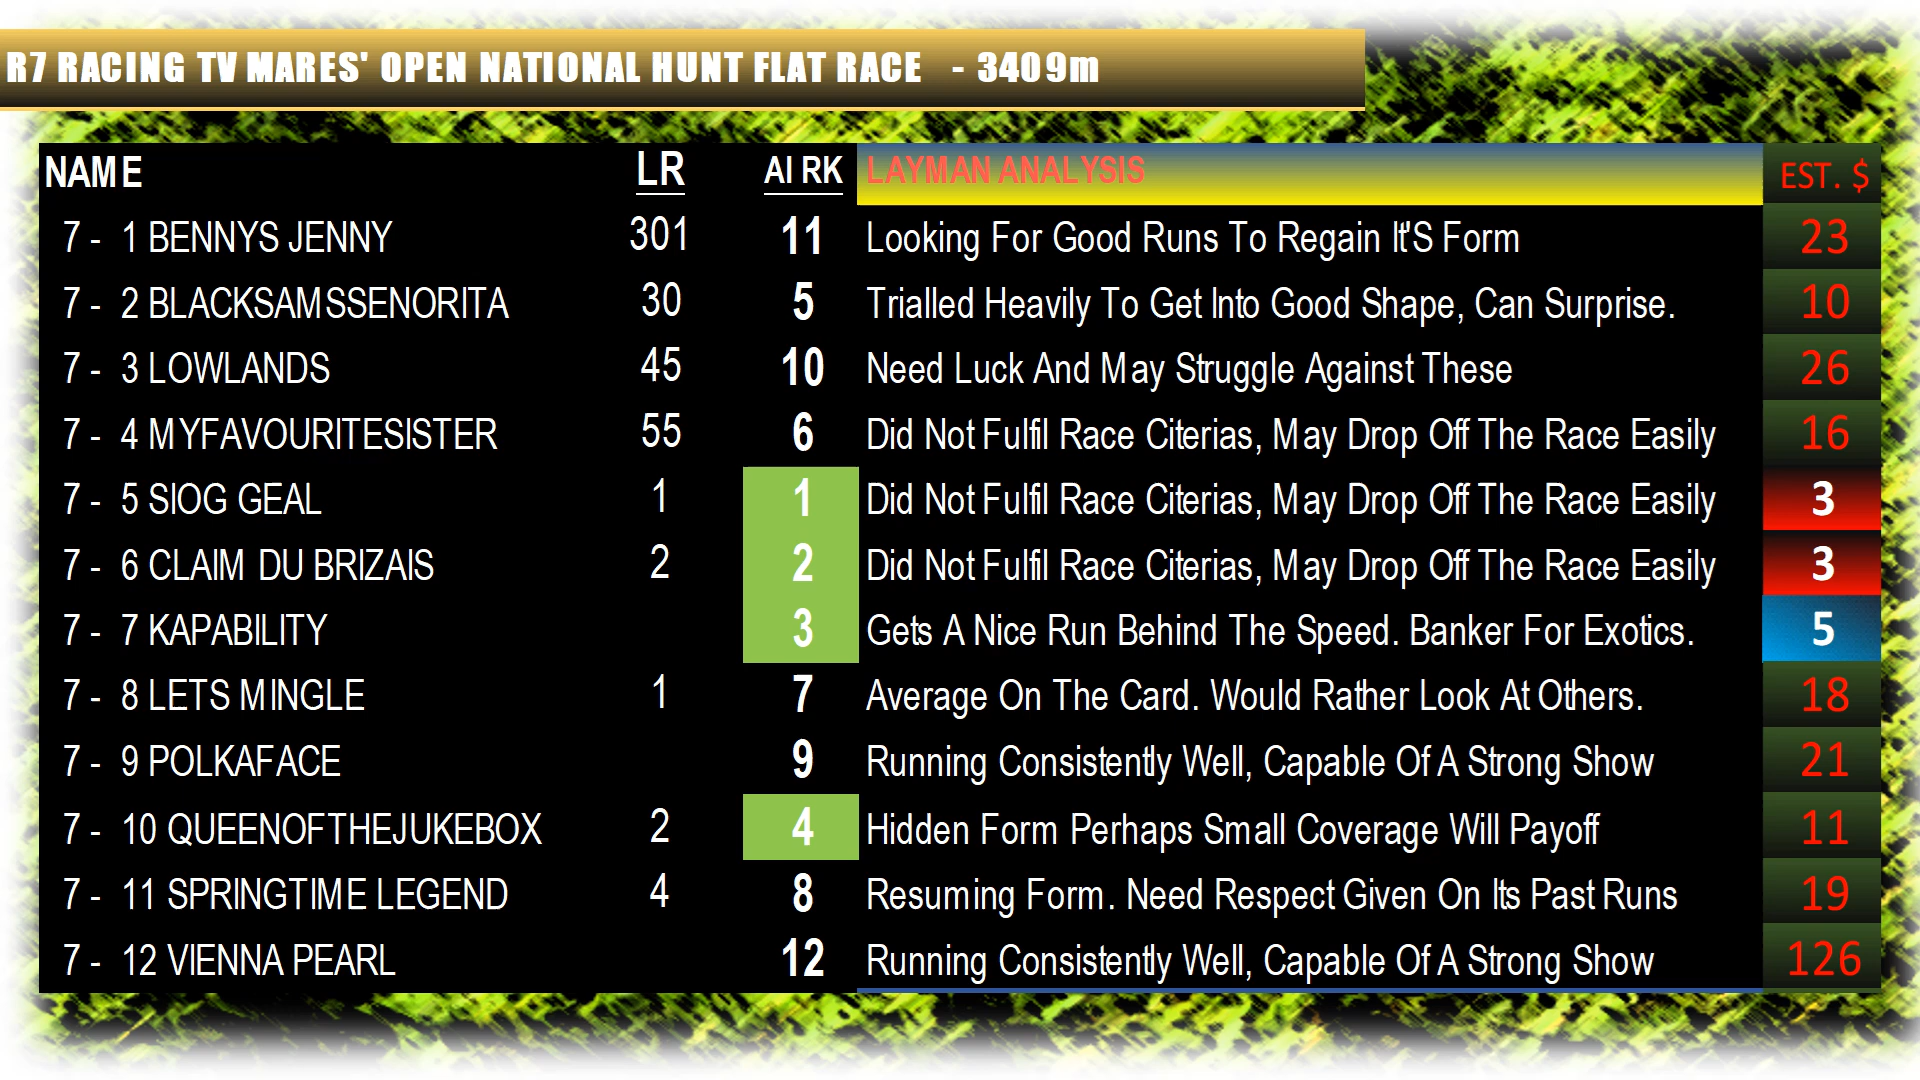 R7 RACING TV MARES' OPEN NATIONAL HUNT FLAT RACE - 3409m
NAME LR AI RK LAYMAN ANALYSIS EST. $
7 - 1 BENNYS JENNY 301 11 Looking For Good Runs To Regain It'S Form 23
7 - 2 BLACKSAMSSENORITA 30 5 Trialled Heavily To Get Into Good Shape, Can Surprise. 10
7 - 3 LOWLANDS 45 10 Need Luck And May Struggle Against These 26
7 - 4 MYFAVOURITESISTER 55 6 Did Not Fulfil Race Citerias, May Drop Off The Race Easily 16
7 - 5 SIOG GEAL 1 1 Did Not Fulfil Race Citerias, May Drop Off The Race Easily 3
7 - 6 CLAIM DU BRIZAIS 2 2 Did Not Fulfil Race Citerias, May Drop Off The Race Easily 3
7 - 7 KAPABILITY 3 Gets A Nice Run Behind The Speed. Banker For Exotics. 5
7 - 8 LETS MINGLE 1 7 Average On The Card. Would Rather Look At Others. 18
7 - 9 POLKAFACE 9 Running Consistently Well, Capable Of A Strong Show 21
7 - 10 QUEENOFTHEJUKEBOX 2 4 Hidden Form Perhaps Small Coverage Will Payoff 11
7 - 11 SPRINGTIME LEGEND 4 8 Resuming Form. Need Respect Given On Its Past Runs 19
7 - 12 VIENNA PEARL 12 Running Consistently Well, Capable Of A Strong Show 126